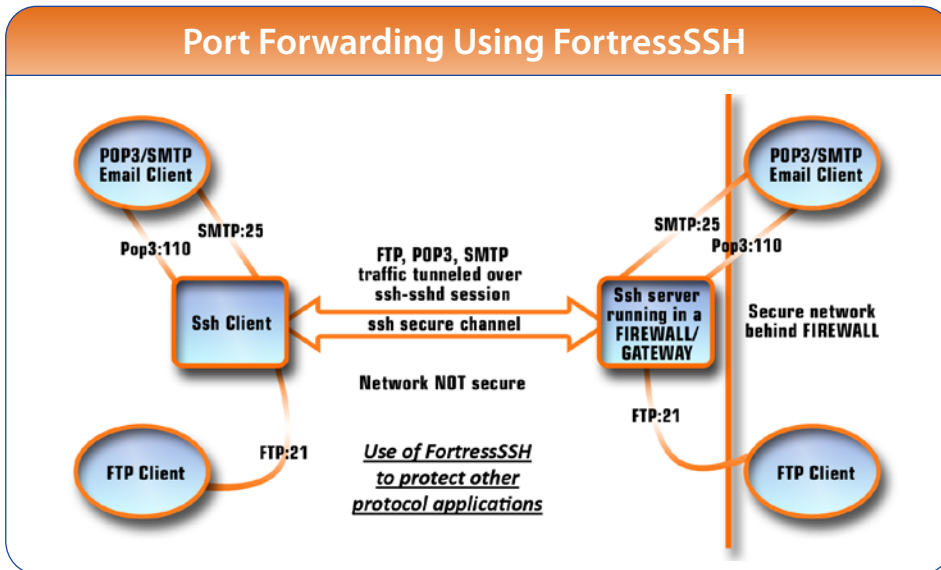 Port Forwarding Using FortressSSH
POP3/SMTP
Email Client
SMTP:25
Pop3:110
Ssh Client
FTP:21
FTP Client
FTP, POP3, SMTP
traffic tunneled over
ssh-sshd session
ssh secure channel
Network NOT secure
Use of FortressSSH
to protect other
protocol applications
POP3/SMTP
Email Client
SMTP:25
Pop3:110
Ssh server
running in a
FIREWALL/
GATEWAY
Secure network
behind FIREWALL
FTP:21
FTP Client